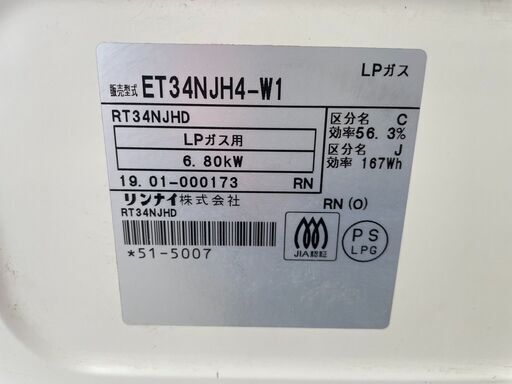 LPガス
販売型式 ET34NJH4-W1
RT34NJHD
LPガス用
6.80kW
19.01-000173 RN
区分名 C
効率56.3%
区分名 J
効率 167Wh
リンナイ株式会社
RN (O)
RT34NJHD
*51-5007
JIA認証
PS
LPG